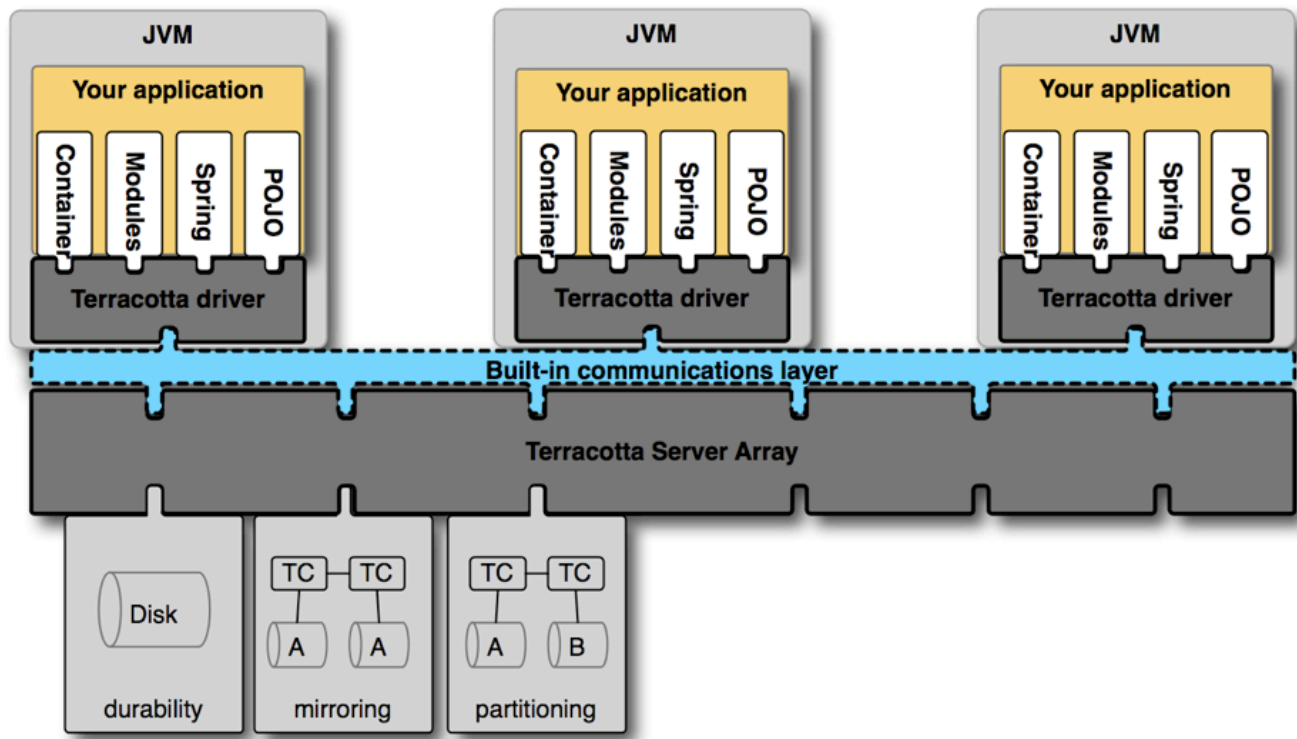 JVM
JVM
JVM
Your application
Your application
Your application
Container
Modules
Spring
POJO
Container
Modules
Spring
POJO
Container
Modules
Spring
POJO
Terracotta driver
Terracotta driver
Terracotta driver
Built-in communications layer
Terracotta Server Array
TC
TC
TC
TC
Disk
A
A
A
B
durability
mirroring
partitioning